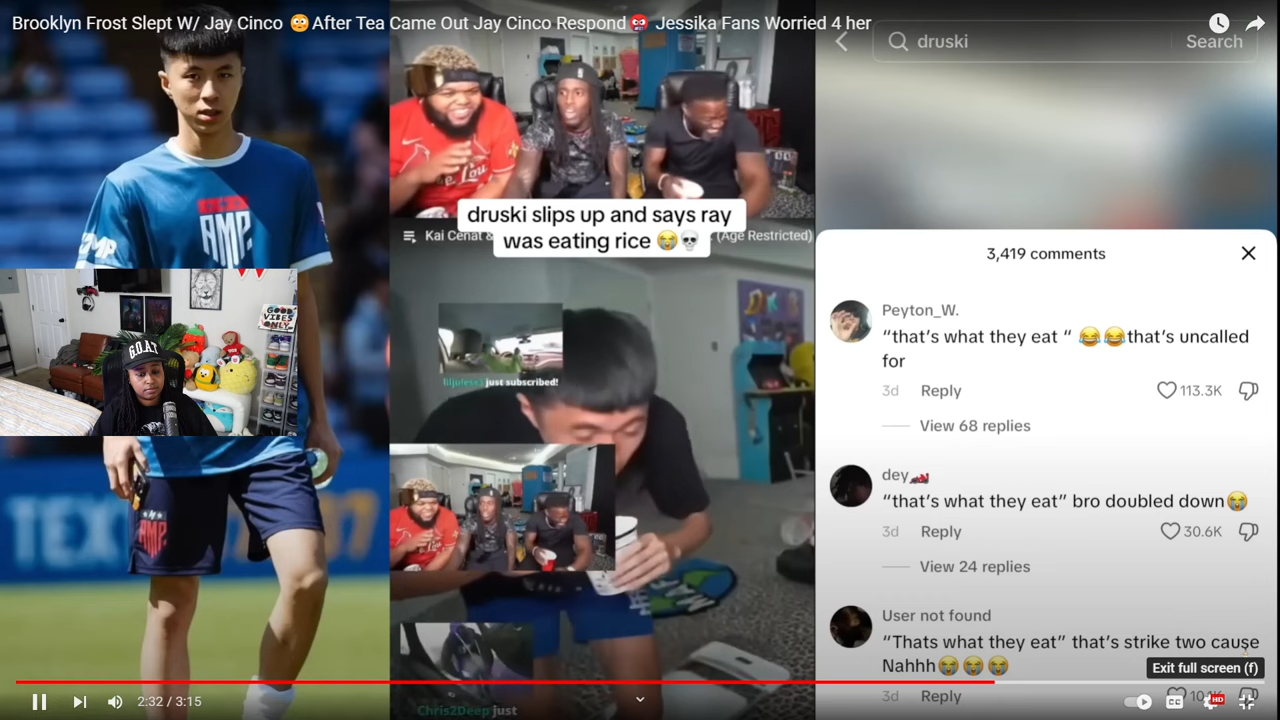 Brooklyn Frost Slept W/ Jay Cinco 😳After Tea Came Out Jay Cinco Respond👹 Jessika Fans Worried 4 her
druski
Search
AMP.
MP
GOOD
VIBES
ONLY
G.O.A.T
AMP
druski slips up and says ray
was eating rice 😭💀
Kai Cenat &
(Age Restricted)
just subscribed!
Chris2Deep just
3,419 comments
Peyton_W.
“that’s what they eat “ 😂😂that’s uncalled
for
3d Reply 113.3K
View 68 replies
dey
“that’s what they eat” bro doubled down😭
3d Reply 30.6K
View 24 replies
User not found
“Thats what they eat” that’s strike two cause
Nahhh😭😭😭
3d Reply
Exit full screen (f)
2:32 / 3:15
CC
HD